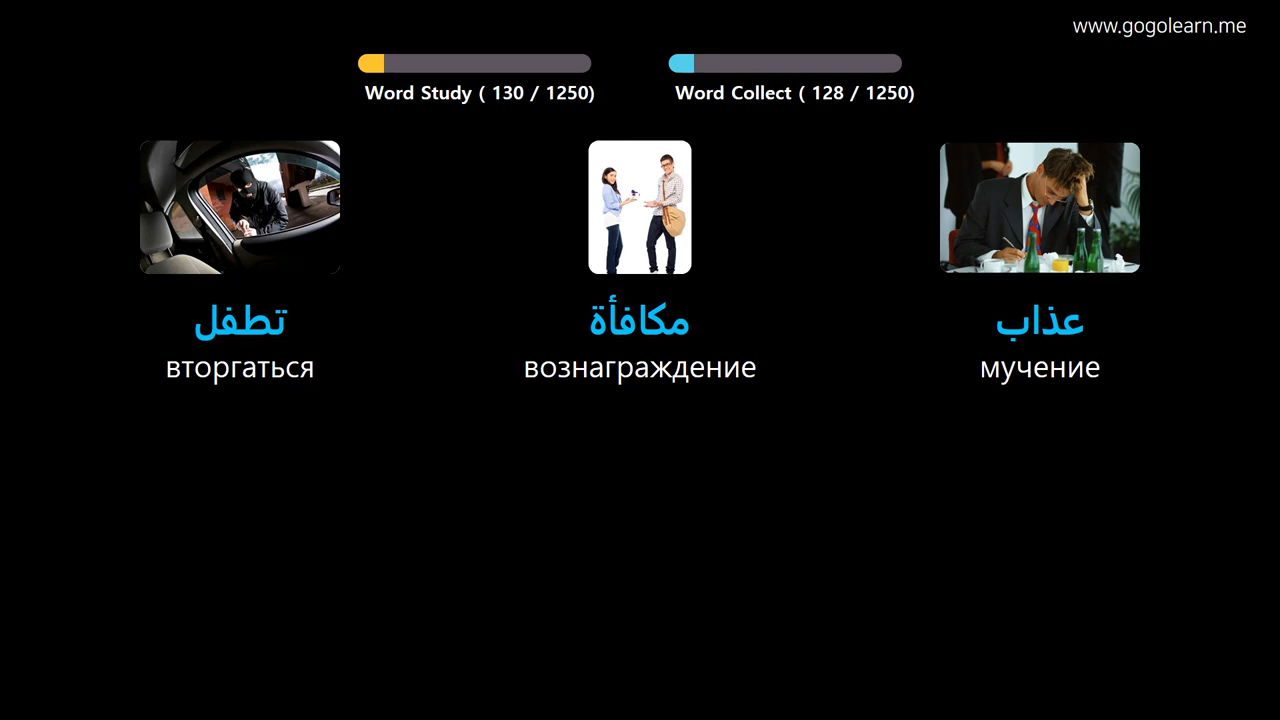 www.gogolearn.me
Word Study ( 130 / 1250)
Word Collect ( 128 / 1250)
تطفل
вторгаться
مكافأة
вознаграждение
عذاب
мучение